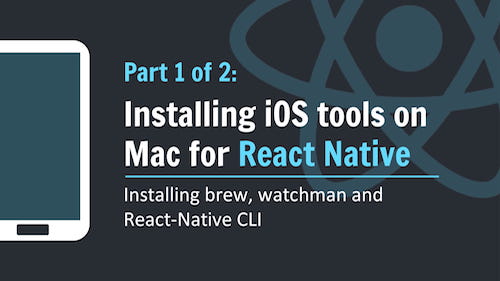 Part 1 of 2:
Installing iOS tools on
Mac for React Native
Installing brew, watchman and
React-Native CLI